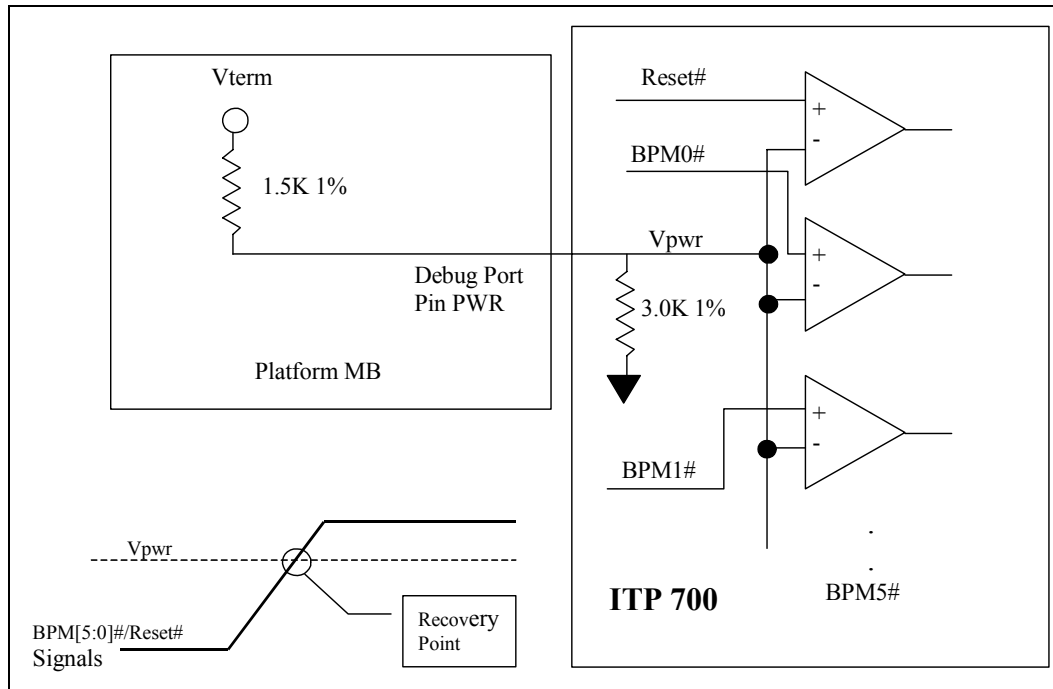 Vterm
1.5K 1%
Debug Port
Pin PWR
Platform MB
Reset#
+
-
BPM0#
Vpwr
+
-
3.0K 1%
+
-
BPM1#
.
.
BPM5#
ITP 700
Vpwr
BPM[5:0]#/Reset#
Signals
Recovery
Point